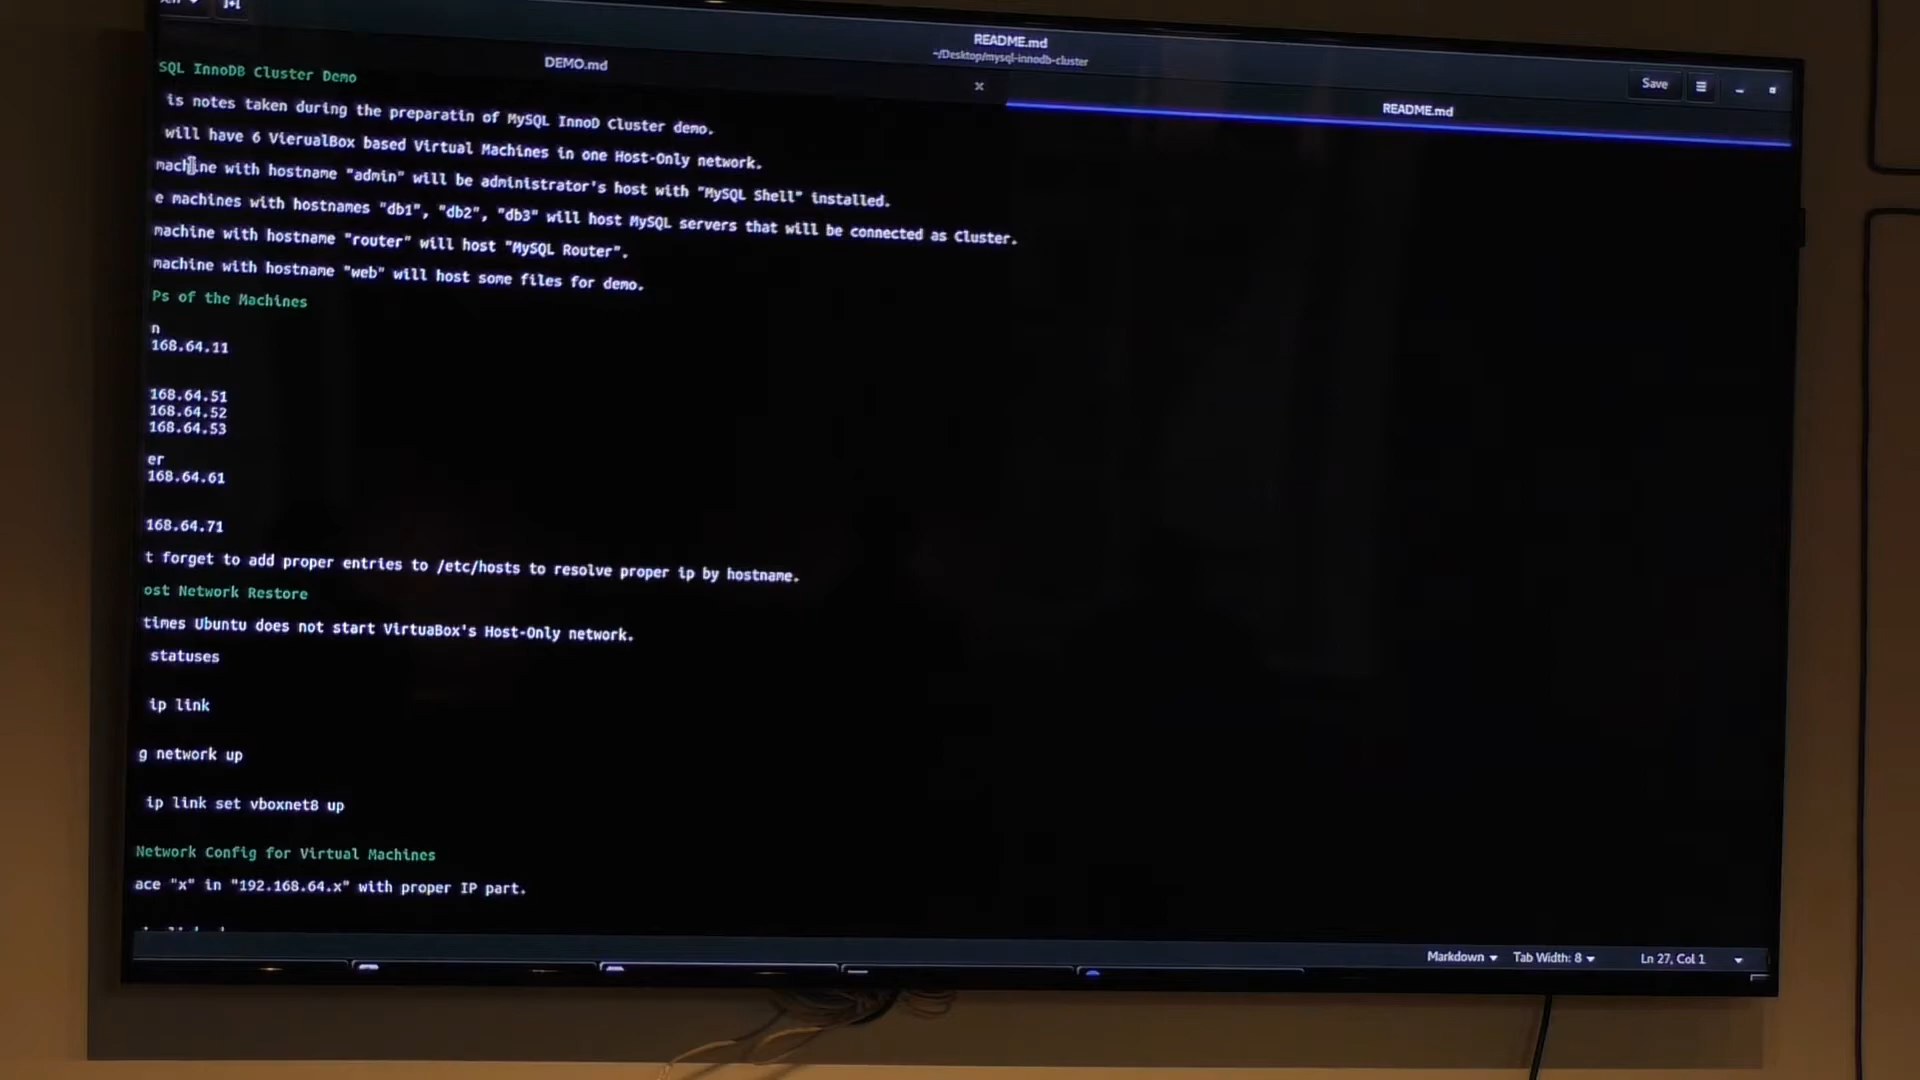 README.md
~/Desktop/mysql-innodb-cluster
Save
DEMO.md
README.md
SQL InnoDB Cluster Demo
is notes taken during the preparatin of MySQL InnoD Cluster demo.
will have 6 VierualBox based Virtual Machines in one Host-Only network.
machine with hostname "admin" will be administrator's host with "MySQL Shell" installed.
e machines with hostnames "db1", "db2", "db3" will host MySQL servers that will be connected as Cluster.
machine with hostname "router" will host "MySQL Router".
machine with hostname "web" will host some files for demo.
Ps of the Machines
n
168.64.11
168.64.51
168.64.52
168.64.53
er
168.64.61
168.64.71
t forget to add proper entries to /etc/hosts to resolve proper ip by hostname.
ost Network Restore
times Ubuntu does not start VirtuaBox's Host-Only network.
statuses
ip link
g network up
ip link set vboxnet8 up
Network Config for Virtual Machines
ace "x" in "192.168.64.x" with proper IP part.
Markdown Tab Width: 8 Ln 27, Col 1